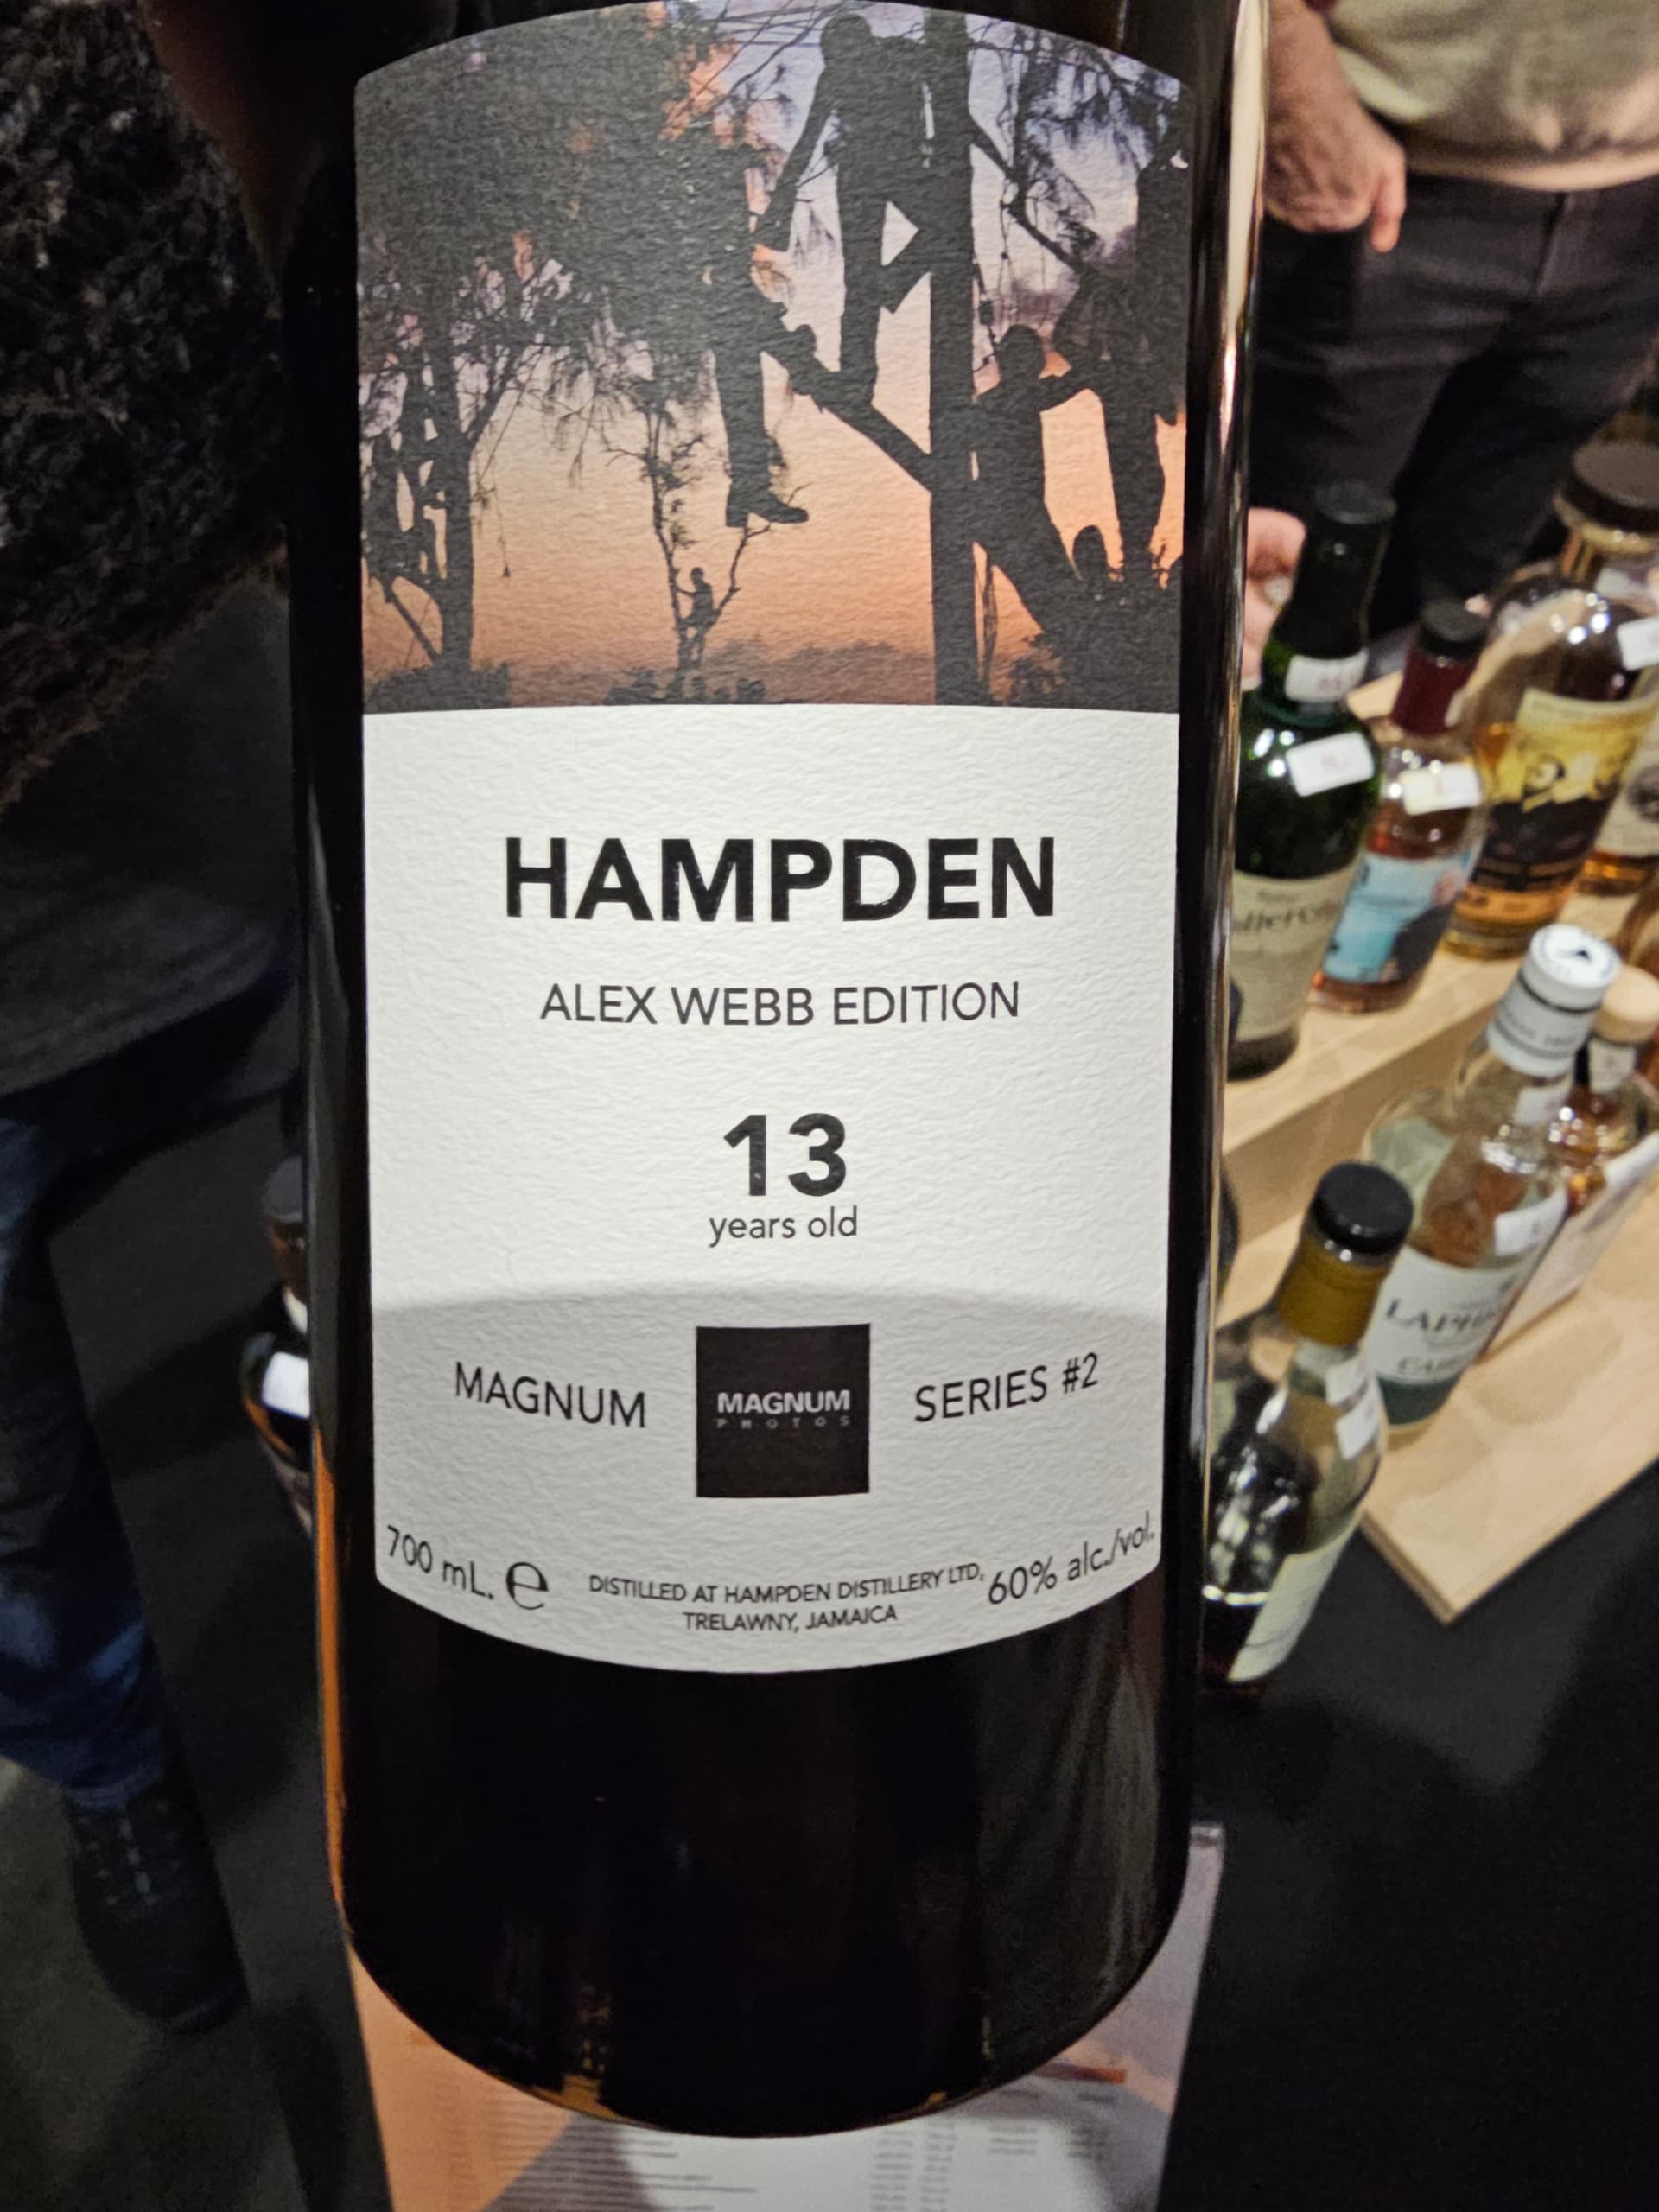 HAMPDEN
ALEX WEBB EDITION
13
years old
MAGNUM
MAGNUM
PHOTOS
SERIES #2
700 mL. e
DISTILLED AT HAMPDEN DISTILLERY LTD,
TRELAWNY, JAMAICA
60% alc./vol.